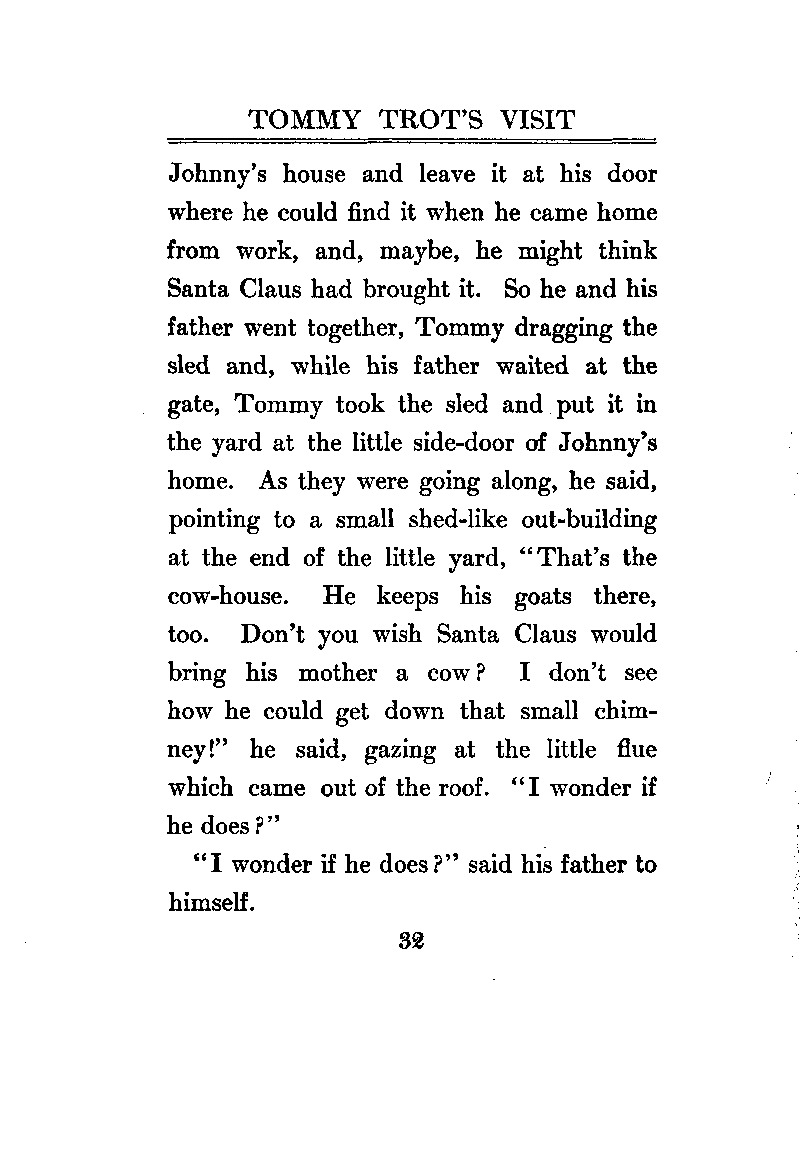 TOMMY TROT'S VISIT
Johnny's house and leave it at his door
where he could find it when he came home
from work, and, maybe, he might think
Santa Claus had brought it. So he and his
father went together, Tommy dragging the
sled and, while his father waited at the
gate, Tommy took the sled and put it in
the yard at the little side-door of Johnny's
home. As they were going along, he said,
pointing to a small shed-like out-building
at the end of the little yard, "That's the
cow-house. He keeps his goats there,
too. Don't you wish Santa Claus would
bring his mother a cow? I don't see
how he could get down that small chim-
ney!" he said, gazing at the little flue
which came out of the roof. "I wonder if
he does?"
"I wonder if he does?" said his father to
himself.
32